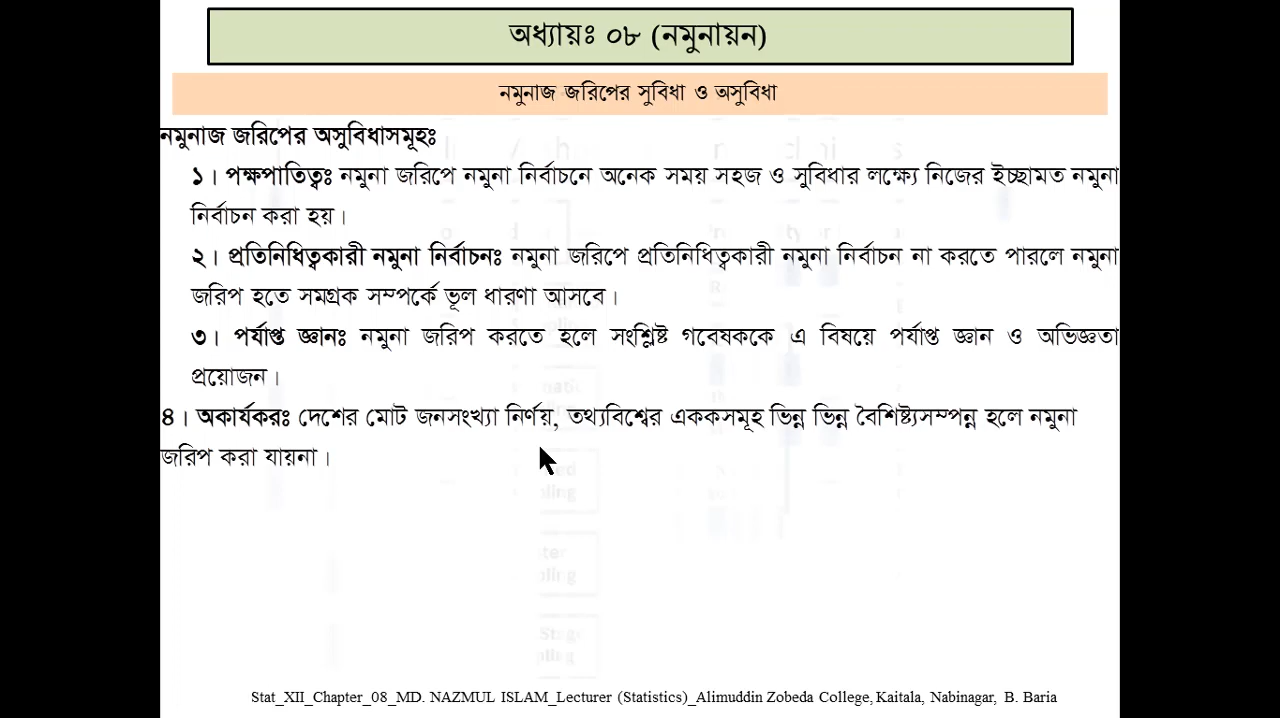 অধ্যায়ঃ ০৮ (নমুনায়ন)
নমুনাজ জরিপের সুবিধা ও অসুবিধা
নমুনাজ জরিপের অসুবিধাসমূহঃ
১। পক্ষপাতিত্বঃ নমুনা জরিপে নমুনা নির্বাচনে অনেক সময় সহজ ও সুবিধার লক্ষ্যে নিজের ইচ্ছামত নমুনা
নির্বাচন করা হয়।
২। প্রতিনিধিত্বকারী নমুনা নির্বাচনঃ নমুনা জরিপে প্রতিনিধিত্বকারী নমুনা নির্বাচন না করতে পারলে নমুনা
জরিপ হতে সমগ্রক সম্পর্কে ভূল ধারণা আসবে।
৩। পর্যাপ্ত জ্ঞানঃ নমুনা জরিপ করতে হলে সংশ্লিষ্ট গবেষককে এ বিষয়ে পর্যাপ্ত জ্ঞান ও অভিজ্ঞতা
প্রয়োজন।
৪। অকার্যকরঃ দেশের মোট জনসংখ্যা নির্ণয়, তথ্যবিশ্বের এককসমূহ ভিন্ন ভিন্ন বৈশিষ্ট্যসম্পন্ন হলে নমুনা
জরিপ করা যায়না।
Stat_XII_Chapter_08_MD. NAZMUL ISLAM_Lecturer (Statistics)_Alimuddin Zobeda College, Kaitala, Nabinagar, B. Baria